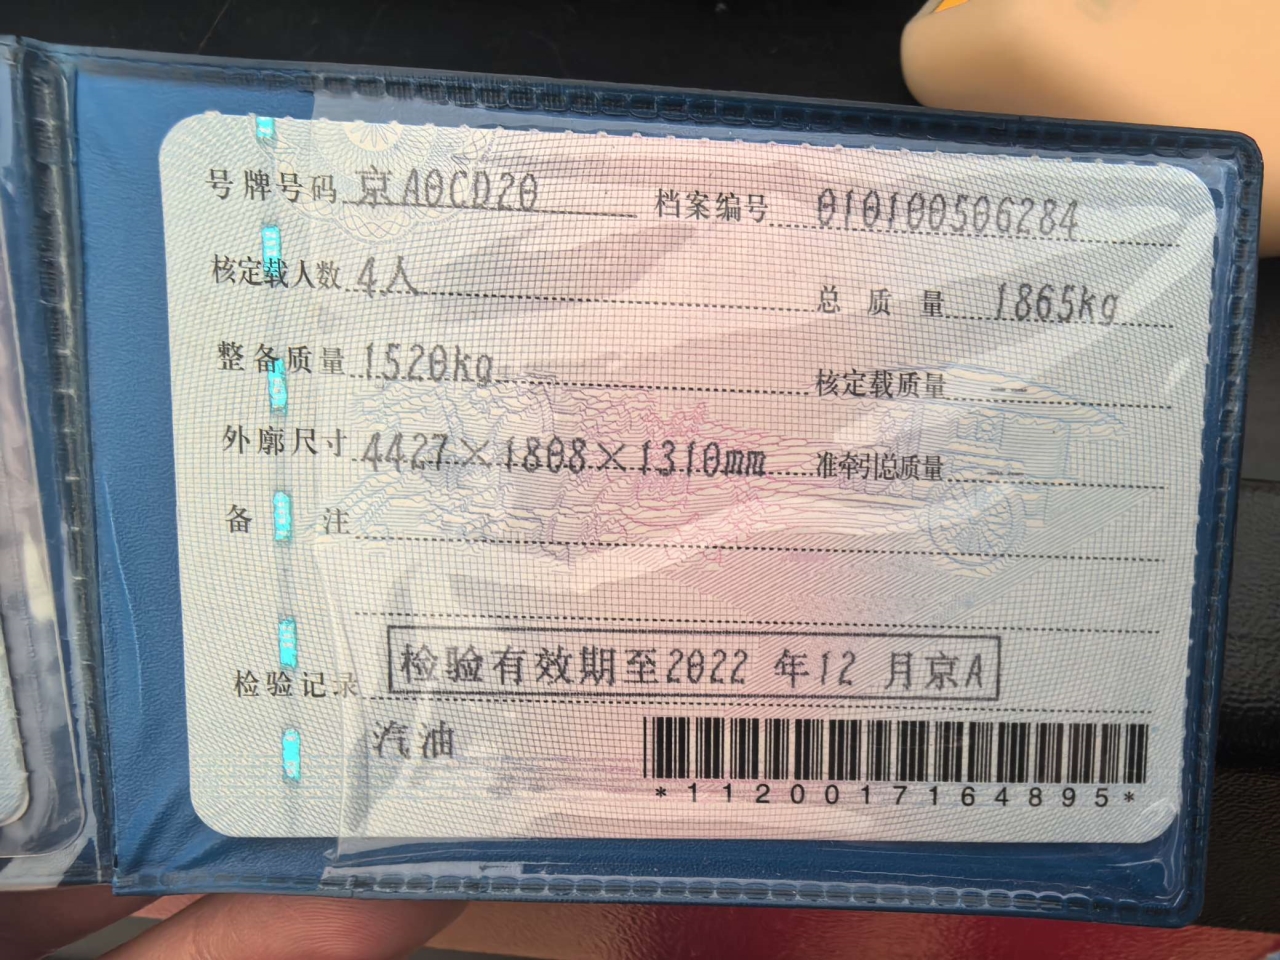 号牌号码 京A0CD20 档案编号 010100506284
核定载人数 4人 总质量 1865kg
整备质量 1520kg 核定载质量 --
外廓尺寸 4427×1808×1310mm 准牵引总质量 --
备注
检验记录 检验有效期至2022年12月京A
汽油
*1120017164895*